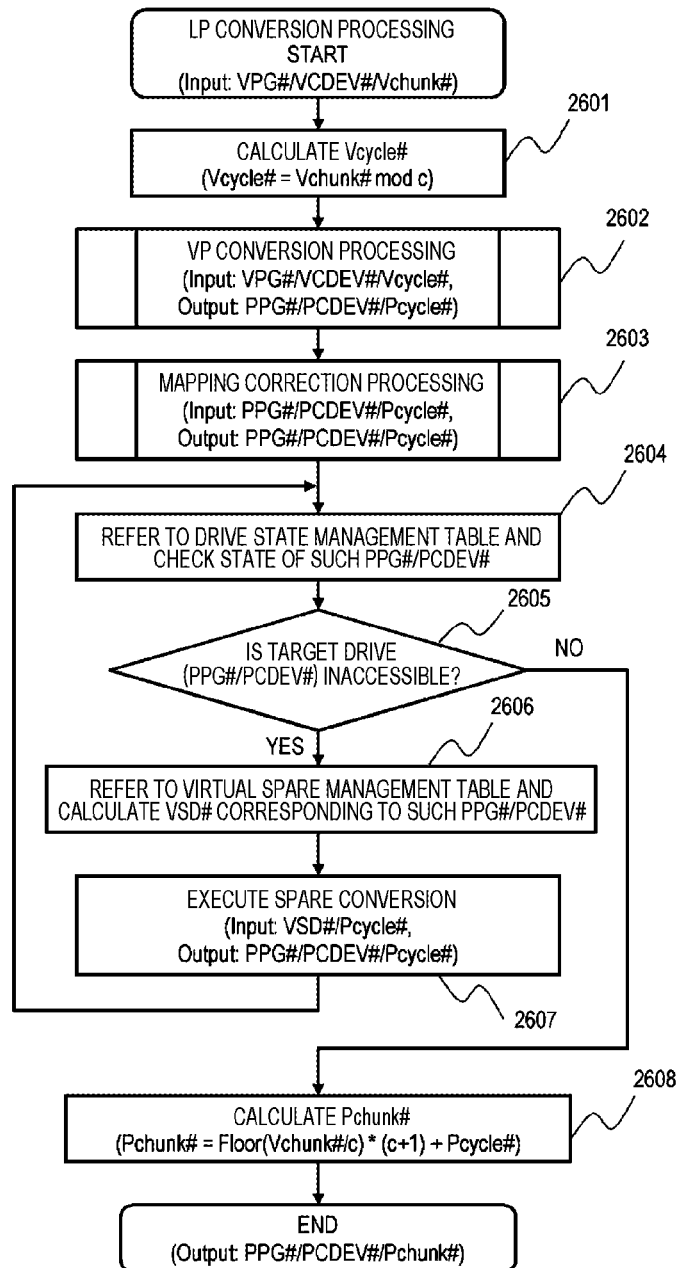 LP CONVERSION PROCESSING
START
(Input: VPG#/VCDEV#/Vchunk#)
2601
CALCULATE Vcycle#
(Vcycle# = Vchunk# mod c)
2602
VP CONVERSION PROCESSING
(Input: VPG#/VCDEV#/Vcycle#,
Output: PPG#/PCDEV#/Pcycle#)
2603
MAPPING CORRECTION PROCESSING
(Input: PPG#/PCDEV#/Pcycle#,
Output: PPG#/PCDEV#/Pcycle#)
2604
REFER TO DRIVE STATE MANAGEMENT TABLE AND
CHECK STATE OF SUCH PPG#/PCDEV#
2605
IS TARGET DRIVE
(PPG#/PCDEV#) INACCESSIBLE?
NO
YES
2606
REFER TO VIRTUAL SPARE MANAGEMENT TABLE AND
CALCULATE VSD# CORRESPONDING TO SUCH PPG#/PCDEV#
EXECUTE SPARE CONVERSION
(Input: VSD#/Pcycle#,
Output: PPG#/PCDEV#/Pcycle#)
2607
2608
CALCULATE Pchunk#
(Pchunk# = Floor(Vchunk#/c) * (c+1) + Pcycle#)
END
(Output: PPG#/PCDEV#/Pchunk#)